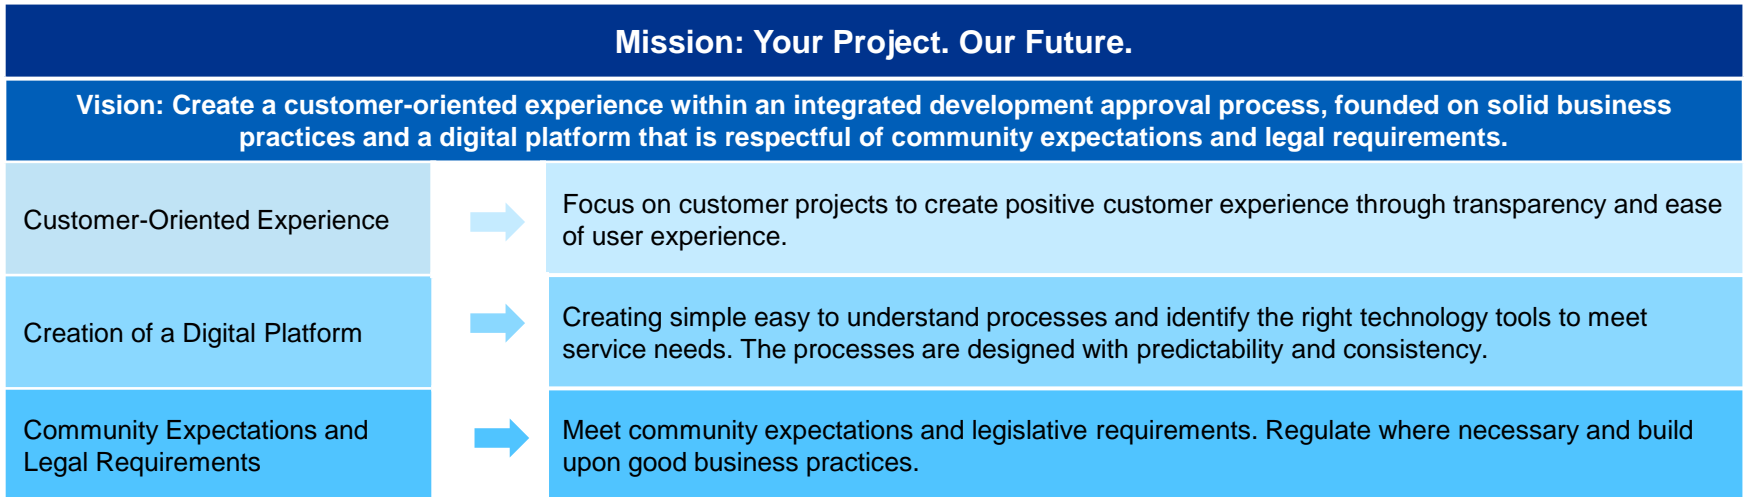 Mission: Your Project. Our Future.
Vision: Create a customer-oriented experience within an integrated development approval process, founded on solid business
practices and a digital platform that is respectful of community expectations and legal requirements.
Customer-Oriented Experience
Focus on customer projects to create positive customer experience through transparency and ease
of user experience.
Creation of a Digital Platform
Creating simple easy to understand processes and identify the right technology tools to meet
service needs. The processes are designed with predictability and consistency.
Community Expectations and
Legal Requirements
Meet community expectations and legislative requirements. Regulate where necessary and build
upon good business practices.